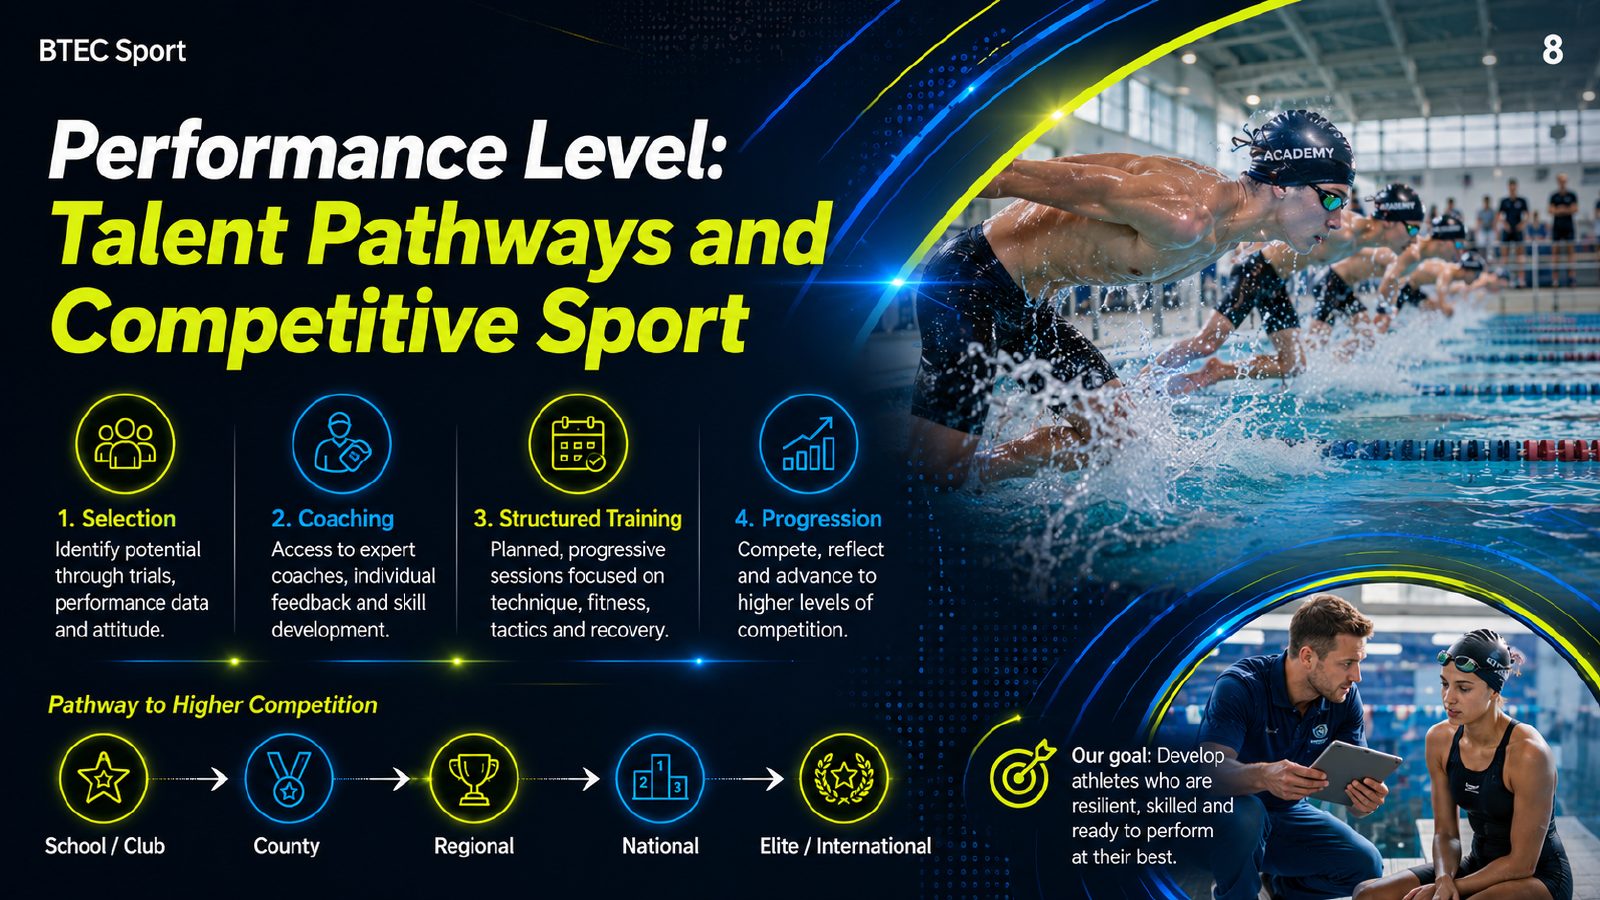 BTEC Sport
8
Performance Level:
Talent Pathways and
Competitive Sport
1. Selection
Identify potential
through trials,
performance data
and attitude.
2. Coaching
Access to expert
coaches, individual
feedback and skill
development.
3. Structured Training
Planned, progressive
sessions focused on
technique, fitness,
tactics and recovery.
4. Progression
Compete, reflect
and advance to
higher levels of
competition.
Pathway to Higher Competition
2 1 3
School / Club
County
Regional
National
Elite / International
Our goal: Develop
athletes who are
resilient, skilled and
ready to perform
at their best.
ACADEMY
ACADEMY